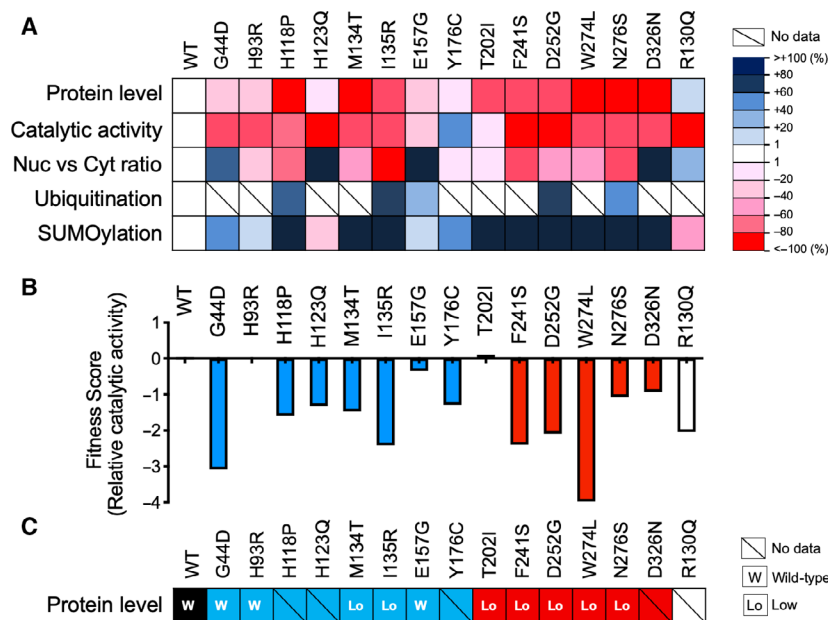 A
WT G44D H93R H118P H123Q M134T I135R E157G Y176C T202I F241S D252G W274L N276S D326N R130Q
No data
Protein level
Catalytic activity
Nuc vs Cyt ratio
Ubiquitination
SUMOylation
>+100 (%)
+80
+60
+40
+20
1
1
−20
−40
−60
−80
<−100 (%)
B
WT G44D H93R H118P H123Q M134T I135R E157G Y176C T202I F241S D252G W274L N276S D326N R130Q
Fitness Score
(Relative catalytic activity)
1
0
−1
−2
−3
−4
C
WT G44D H93R H118P H123Q M134T I135R E157G Y176C T202I F241S D252G W274L N276S D326N R130Q
Protein level W W W Lo Lo W Lo Lo Lo Lo Lo
No data
W Wild-type
Lo Low